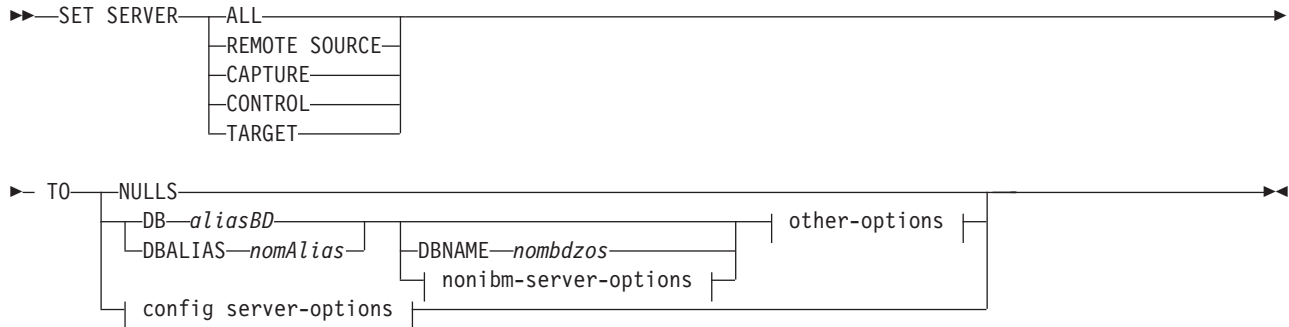 SET SERVER ALL
REMOTE SOURCE
CAPTURE
CONTROL
TARGET
TO NULLS
DB aliasBD other-options
DBALIAS nomAlias DBNAME nombdzos
nonibm-server-options
config server-options